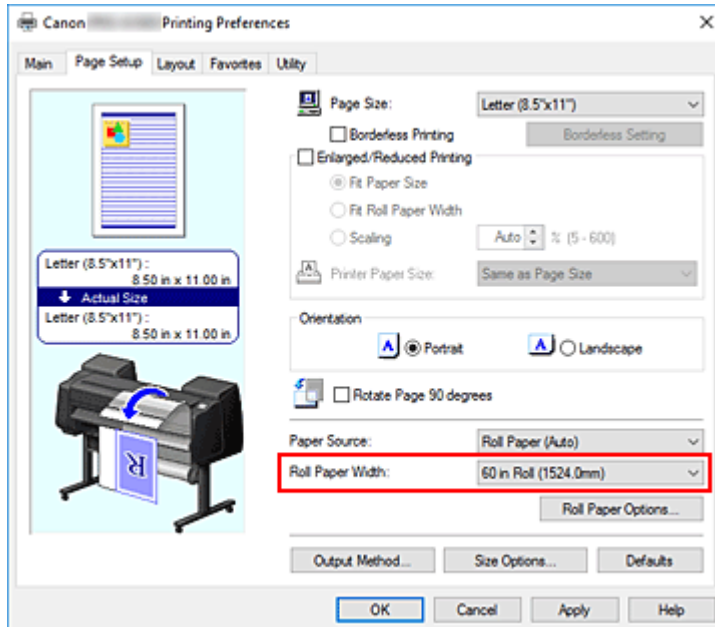 Canon Printing Preferences
Main Page Setup Layout Favorites Utility
Page Size: Letter (8.5"x11")
Borderless Printing Borderless Setting
Enlarged/Reduced Printing
Fit Paper Size
Fit Roll Paper Width
Scaling Auto % (5 - 600)
Printer Paper Size: Same as Page Size
Letter (8.5"x11") :
8.50 in x 11.00 in
Actual Size
Letter (8.5"x11") :
8.50 in x 11.00 in
Orientation
A Portrait A Landscape
Rotate Page 90 degrees
R
Paper Source: Roll Paper (Auto)
Roll Paper Width: 60 in Roll (1524.0mm)
Roll Paper Options...
Output Method... Size Options... Defaults
OK Cancel Apply Help